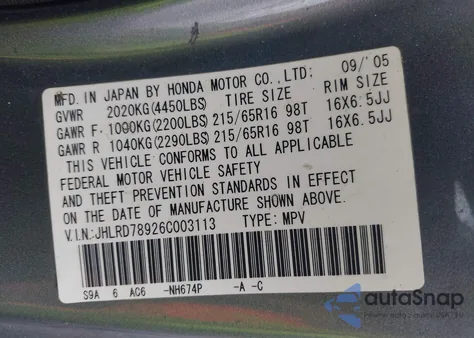 MFD. IN JAPAN BY HONDA MOTOR CO., LTD: 09/'05
GVWR 2020KG(4450LBS) TIRE SIZE RIM SIZE
GAWR F 1090KG(2200LBS) 215/65R16 98T 16X6.5JJ
GAWR R 1040KG(2290LBS) 215/65R16 98T 16X6.5JJ
THIS VEHICLE CONFORMS TO ALL APPLICABLE
FEDERAL MOTOR VEHICLE SAFETY
AND THEFT PREVENTION STANDARDS IN EFFECT
ON THE DATE OF MANUFACTURE SHOWN ABOVE.
V.I.N: JHLRD78926C003113 TYPE: MPV
S9A 6 AC6 -NH674P -A -C
autoSnap